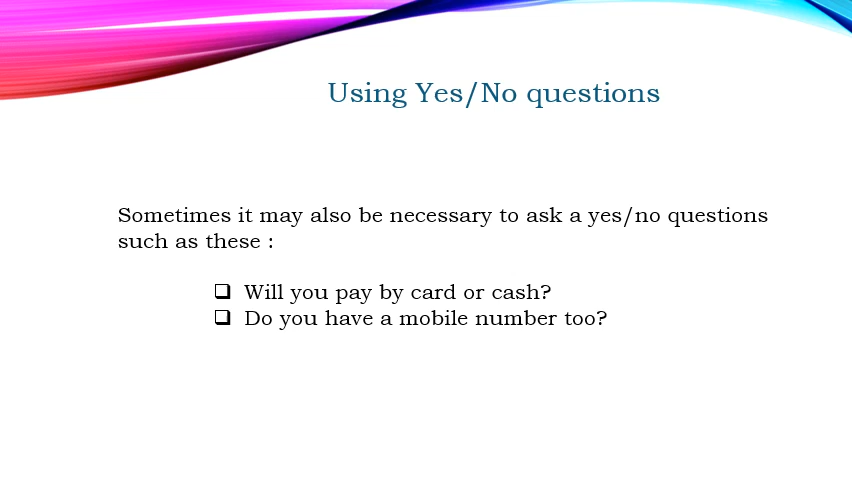 Using Yes/No questions
Sometimes it may also be necessary to ask a yes/no questions
such as these :
❑ Will you pay by card or cash?
❑ Do you have a mobile number too?